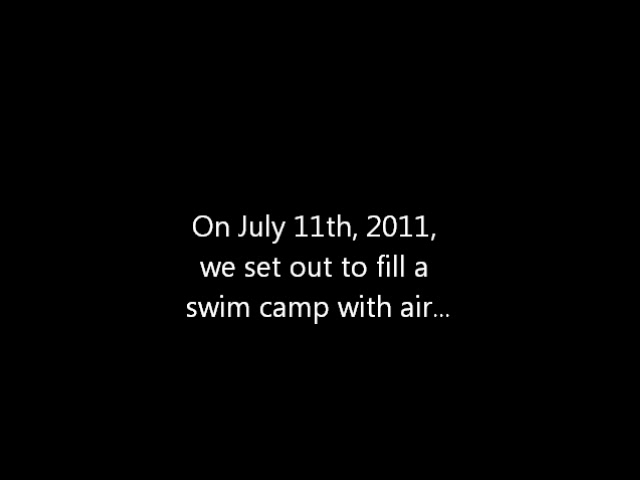 On July 11th, 2011,
we set out to fill a
swim camp with air...